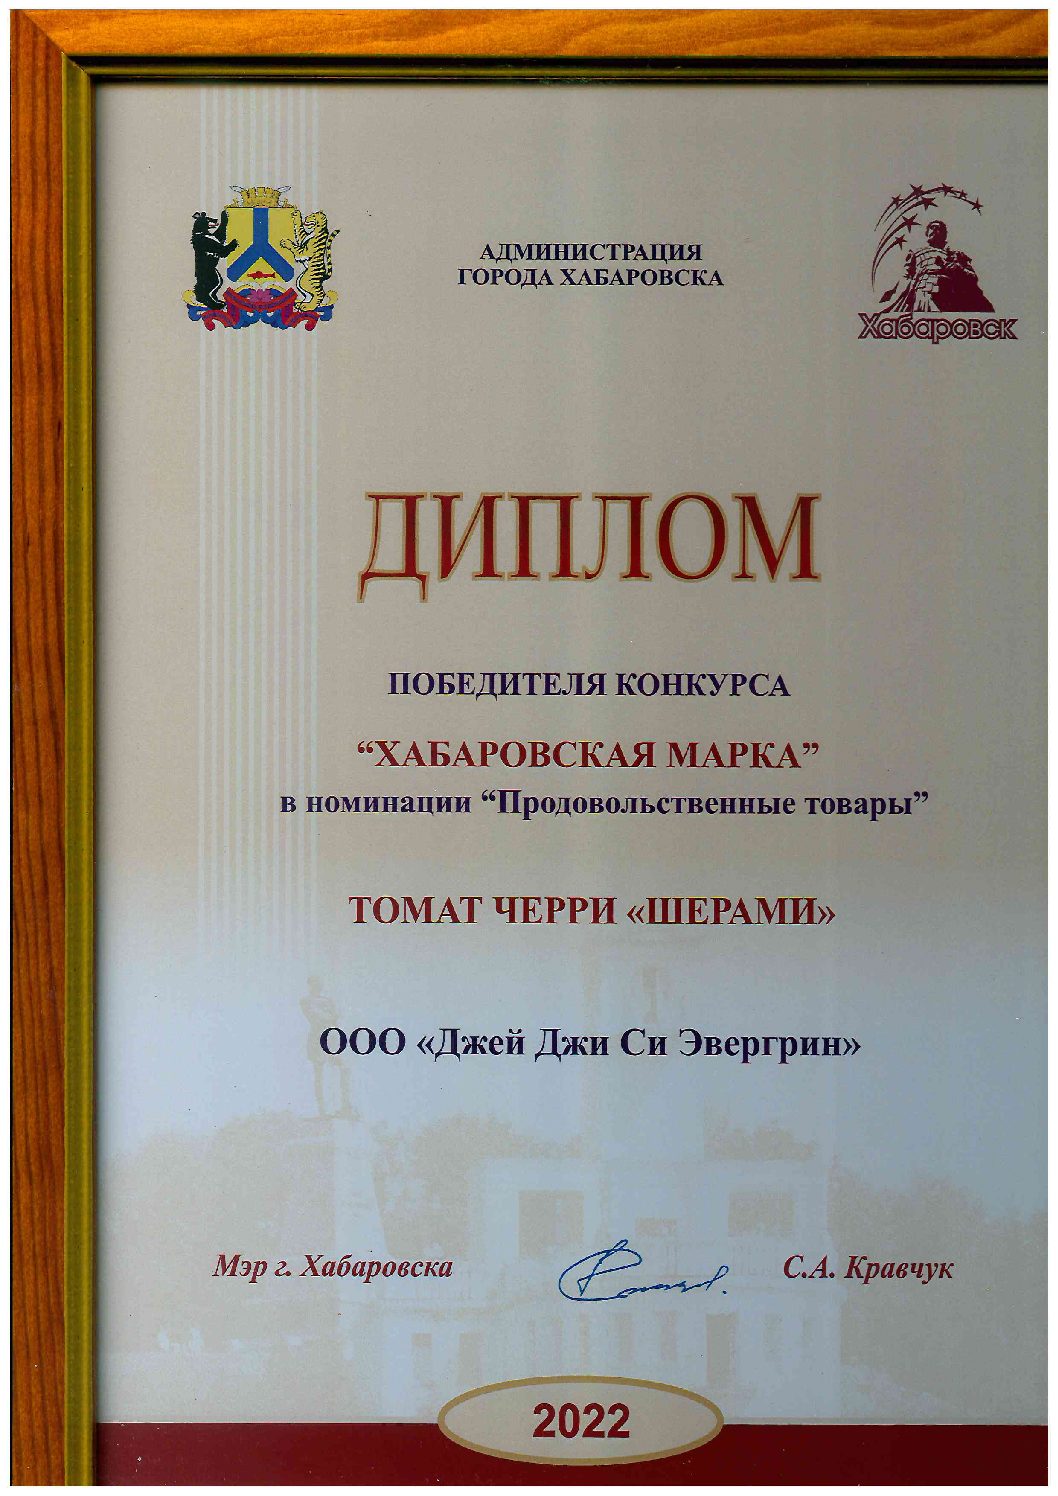 АДМИНИСТРАЦИЯ
ГОРОДА ХАБАРОВСКА
Хабаровск
ДИПЛОМ
ПОБЕДИТЕЛЯ КОНКУРСА
“ХАБАРОВСКАЯ МАРКА”
в номинации “Продовольственные товары”
ТОМАТ ЧЕРРИ «ШЕРАМИ»
ООО «Джей Джи Си Эвергрин»
Мэр г. Хабаровска
С.А. Кравчук
2022